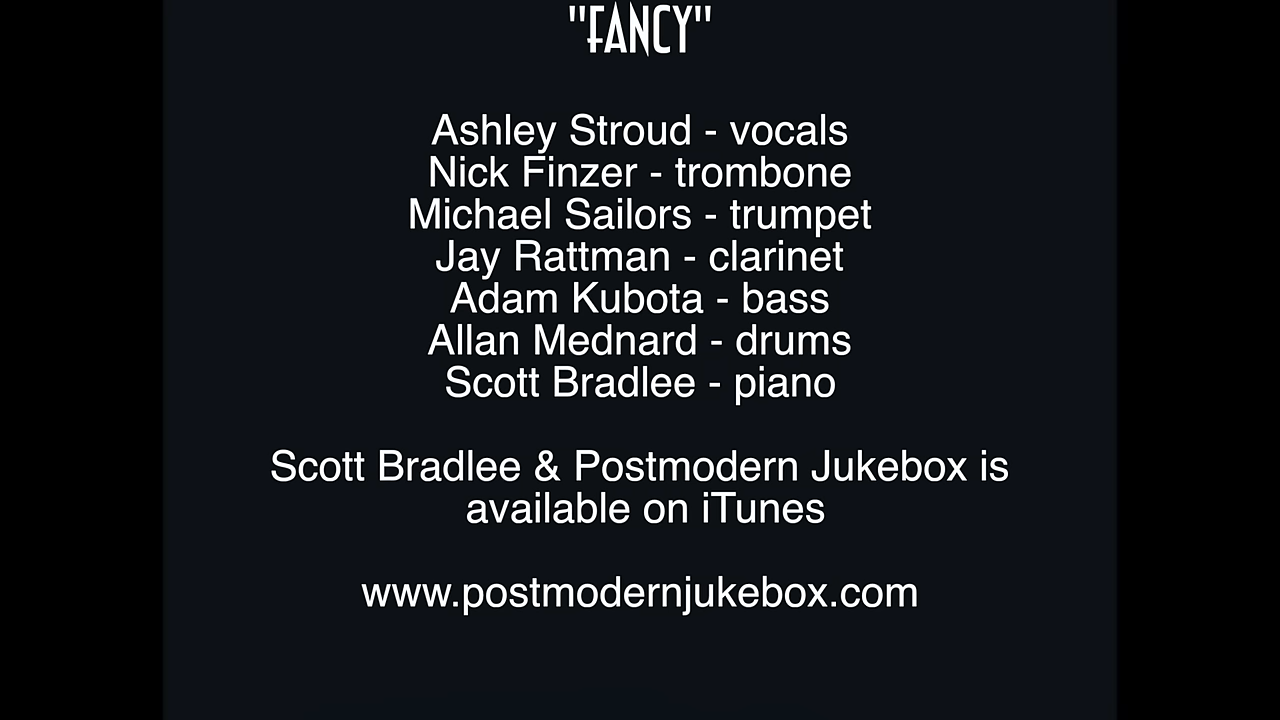 "FANCY"
Ashley Stroud - vocals
Nick Finzer - trombone
Michael Sailors - trumpet
Jay Rattman - clarinet
Adam Kubota - bass
Allan Mednard - drums
Scott Bradlee - piano
Scott Bradlee & Postmodern Jukebox is
available on iTunes
www.postmodernjukebox.com